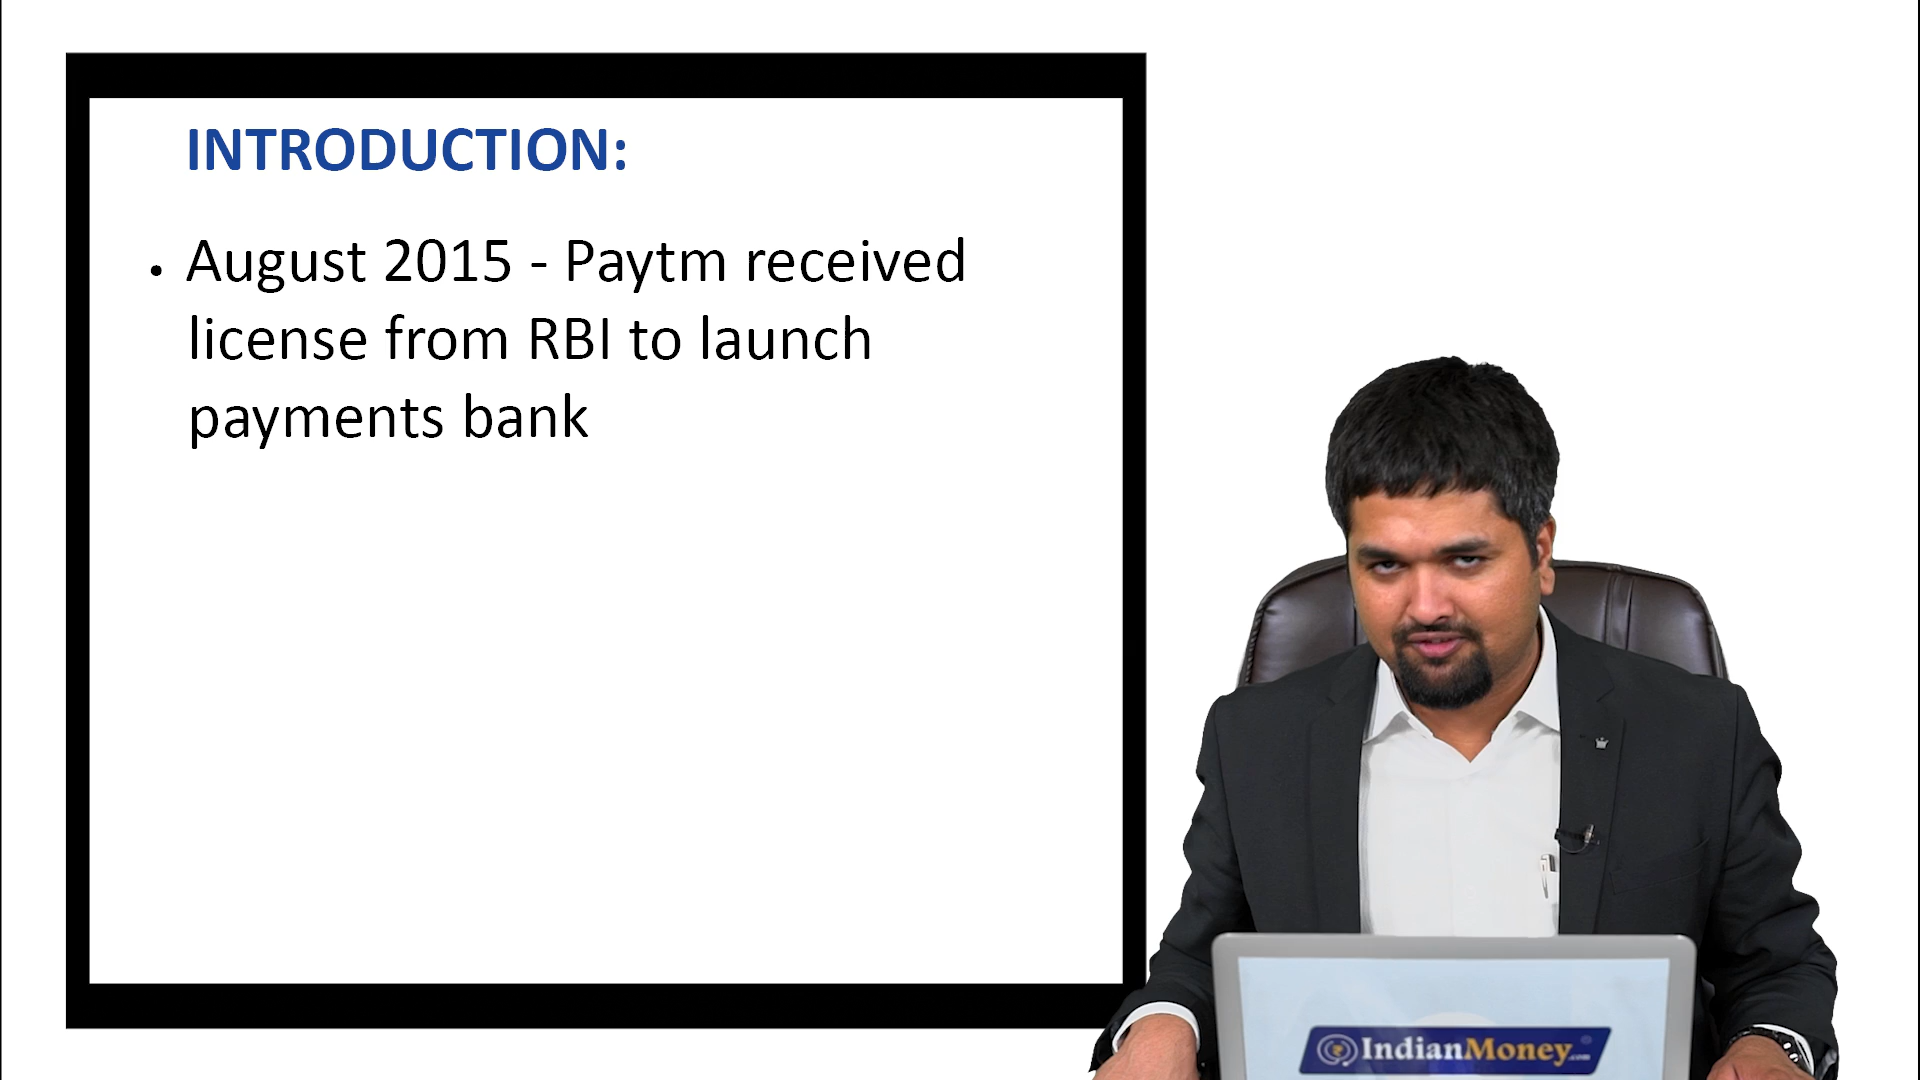 INTRODUCTION:
• August 2015 - Paytm received
license from RBI to launch
payments bank
IndianMoney.com